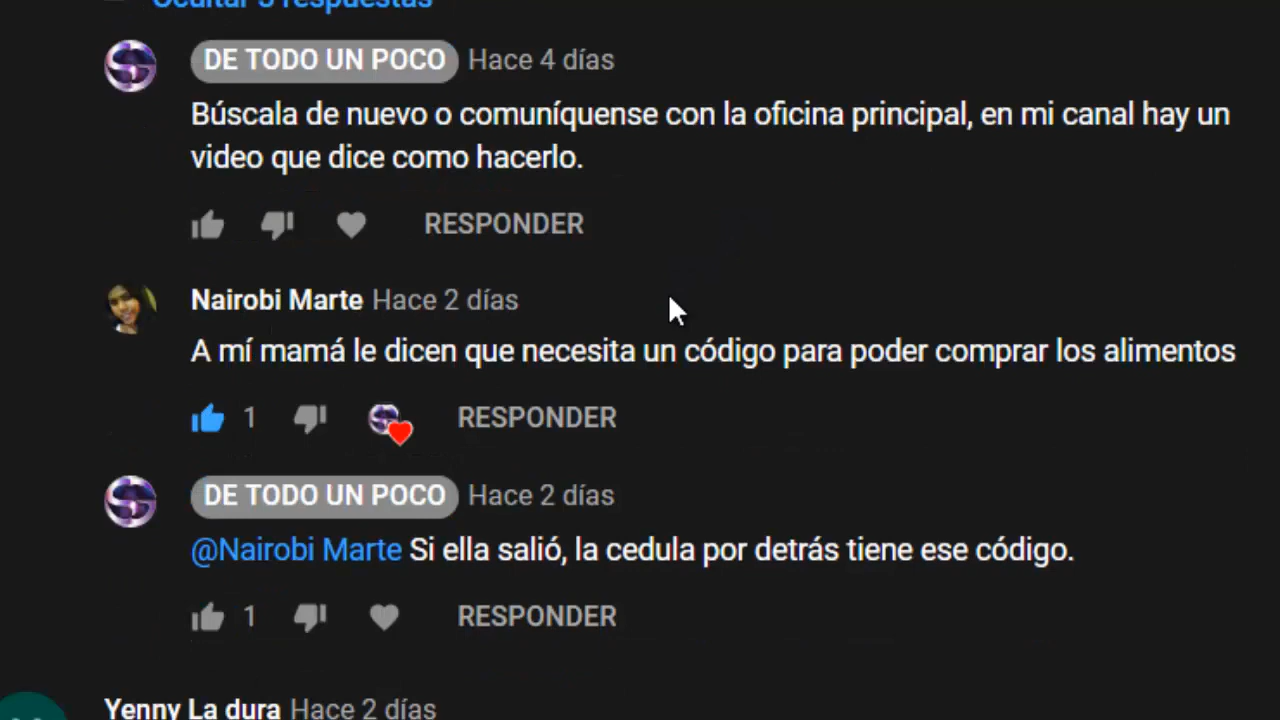 Ocultar 5 respuestas
DE TODO UN POCO Hace 4 días
Búscala de nuevo o comuníquense con la oficina principal, en mi canal hay un
video que dice como hacerlo.
RESPONDER
Nairobi Marte Hace 2 días
A mí mamá le dicen que necesita un código para poder comprar los alimentos
1 RESPONDER
DE TODO UN POCO Hace 2 días
@Nairobi Marte Si ella salió, la cedula por detrás tiene ese código.
1 RESPONDER
Yenny La dura Hace 2 días